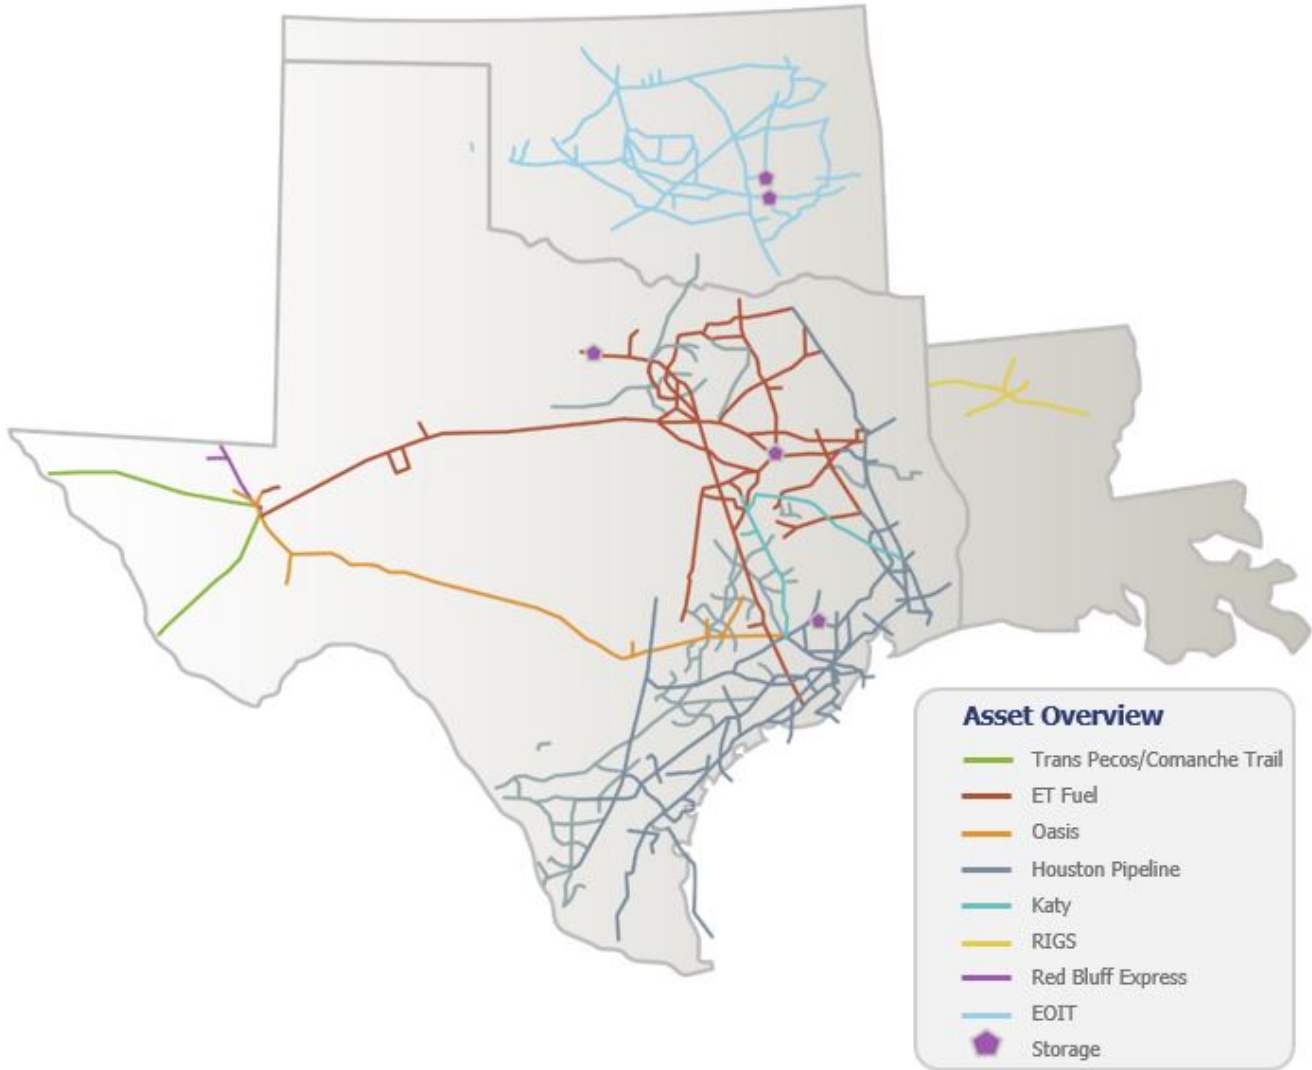 Asset Overview
Trans Pecos/Comanche Trail
ET Fuel
Oasis
Houston Pipeline
Katy
RIGS
Red Bluff Express
EOIT
Storage